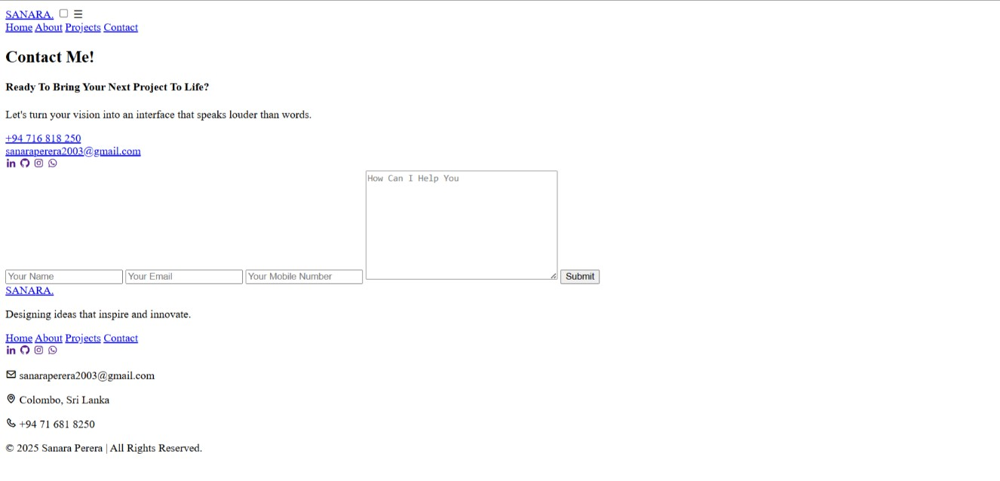 SANARA. ☰
Home About Projects Contact
Contact Me!
Ready To Bring Your Next Project To Life?
Let's turn your vision into an interface that speaks louder than words.
+94 716 818 250
sanaraperera2003@gmail.com
in
How Can I Help You
Your Name Your Email Your Mobile Number Submit
SANARA.
Designing ideas that inspire and innovate.
Home About Projects Contact
in
sanaraperera2003@gmail.com
Colombo, Sri Lanka
+94 71 681 8250
© 2025 Sanara Perera | All Rights Reserved.